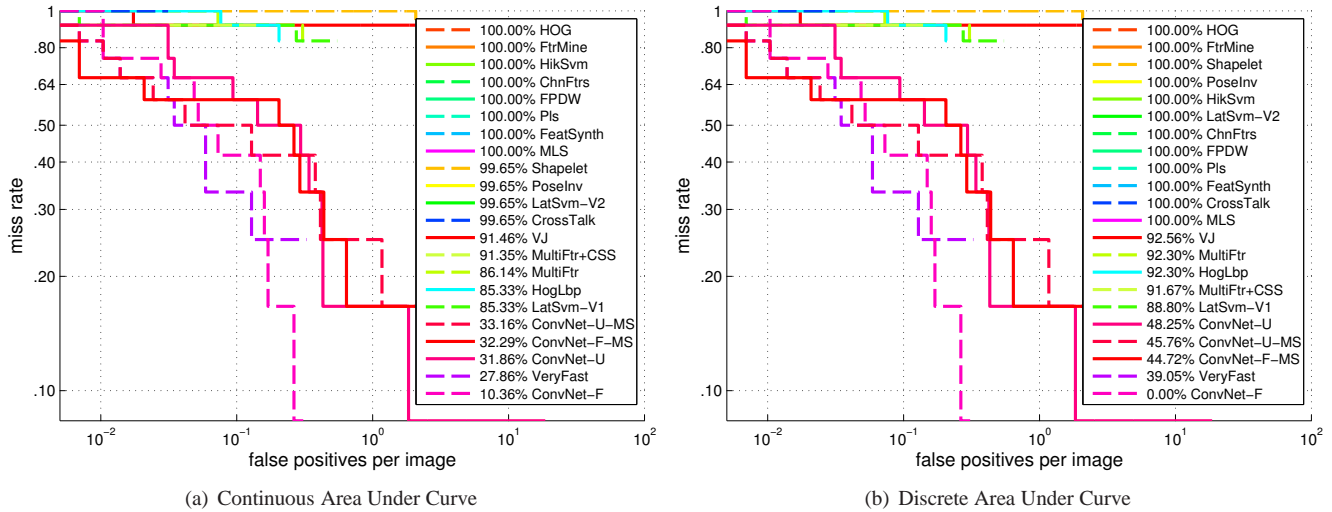 1
.80
.64
.50
.40
.30
.20
.10
miss rate
10^-2
10^-1
10^0
10^1
10^2
false positives per image
100.00% HOG
100.00% FtrMine
100.00% HikSvm
100.00% ChnFtrs
100.00% FPDW
100.00% Pls
100.00% FeatSynth
100.00% MLS
99.65% Shapelet
99.65% PoseInv
99.65% LatSvm-V2
99.65% CrossTalk
91.46% VJ
91.35% MultiFtr+CSS
86.14% MultiFtr
85.33% HogLbp
85.33% LatSvm-V1
33.16% ConvNet-U-MS
32.29% ConvNet-F-MS
31.86% ConvNet-U
27.86% VeryFast
10.36% ConvNet-F
(a) Continuous Area Under Curve
1
.80
.64
.50
.40
.30
.20
.10
miss rate
10^-2
10^-1
10^0
10^1
10^2
false positives per image
100.00% HOG
100.00% FtrMine
100.00% Shapelet
100.00% PoseInv
100.00% HikSvm
100.00% LatSvm-V2
100.00% ChnFtrs
100.00% FPDW
100.00% Pls
100.00% FeatSynth
100.00% CrossTalk
100.00% MLS
92.56% VJ
92.30% MultiFtr
92.30% HogLbp
91.67% MultiFtr+CSS
88.80% LatSvm-V1
48.25% ConvNet-U
45.76% ConvNet-U-MS
44.72% ConvNet-F-MS
39.05% VeryFast
0.00% ConvNet-F
(b) Discrete Area Under Curve